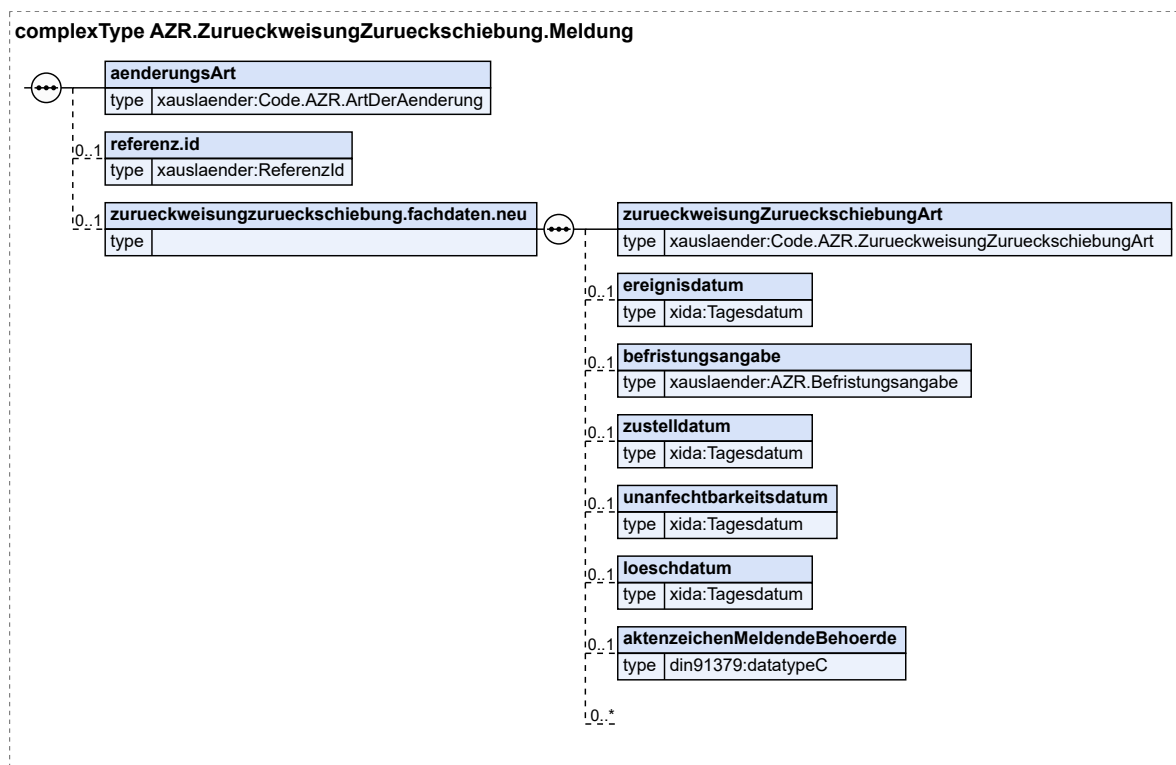 complexType AZR.ZurueckweisungZurueckschiebung.Meldung
aenderungsArt
type xauslaender:Code.AZR.ArtDerAenderung
0..1
referenz.id
type xauslaender:ReferenzId
0..1
zurueckweisungzurueckschiebung.fachdaten.neu
type
zurueckweisungZurueckschiebungArt
type xauslaender:Code.AZR.ZurueckweisungZurueckschiebungArt
0..1
ereignisdatum
type xida:Tagesdatum
0..1
befristungsangabe
type xauslaender:AZR.Befristungsangabe
0..1
zustelldatum
type xida:Tagesdatum
0..1
unanfechtbarkeitsdatum
type xida:Tagesdatum
0..1
loeschdatum
type xida:Tagesdatum
0..1
aktenzeichenMeldendeBehoerde
type din91379:datatypeC
0..*